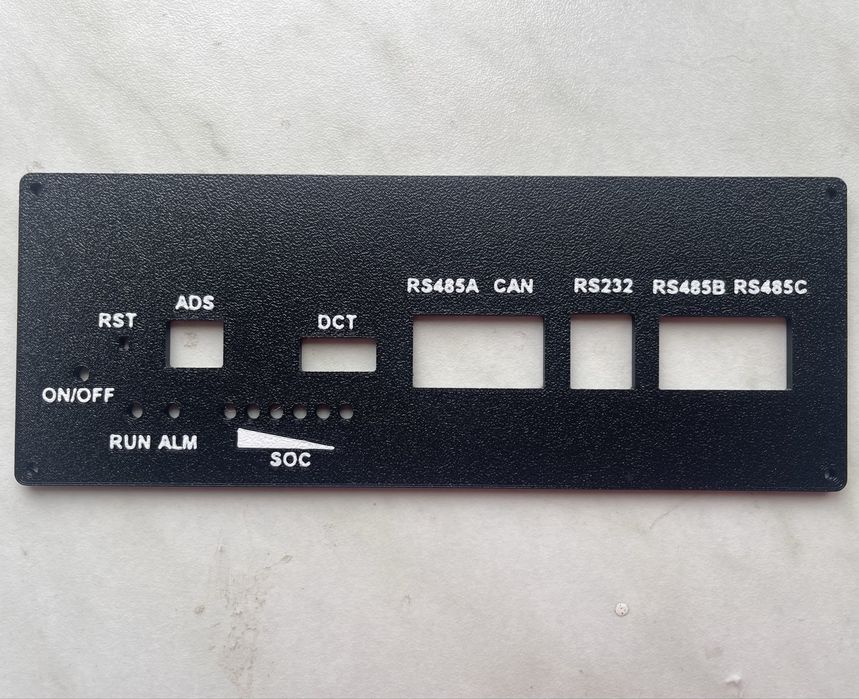 RS485A CAN RS232 RS485B RS485C
ADS
RST
DCT
ON/OFF
RUN ALM
SOC